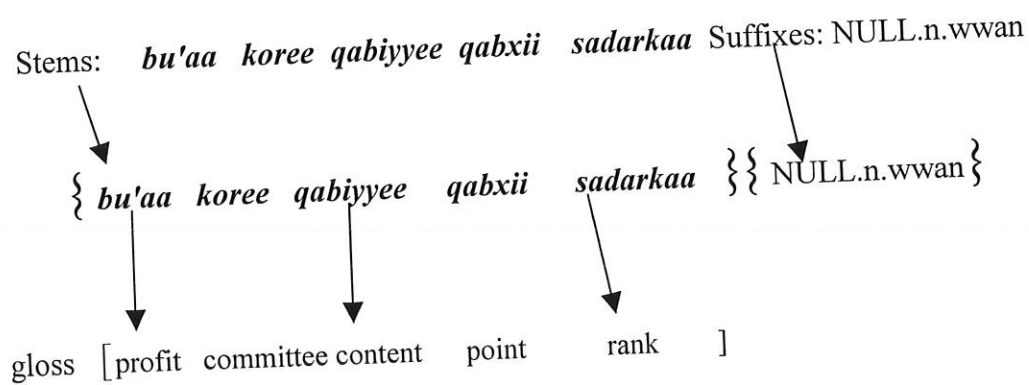 Stems: bu'aa koree qabiyyee qabxii sadarkaa Suffixes: NULL.n.wwan
{ bu'aa koree qabiyyee qabxii sadarkaa }{ NULL.n.wwan}
gloss [profit committee content point rank ]